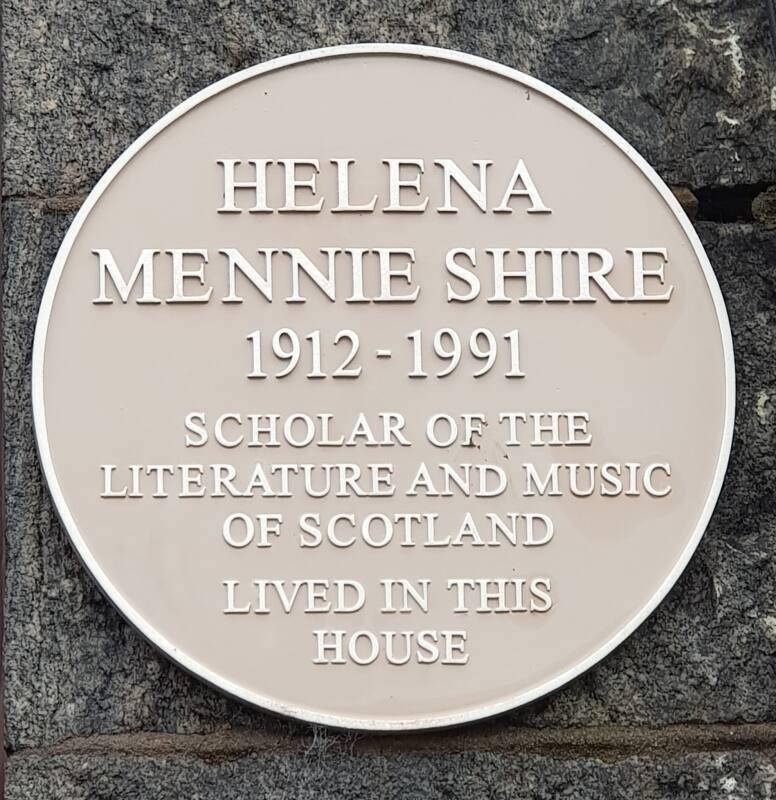 HELENA
MENNIE SHIRE
1912 - 1991
SCHOLAR OF THE
LITERATURE AND MUSIC
OF SCOTLAND
LIVED IN THIS
HOUSE